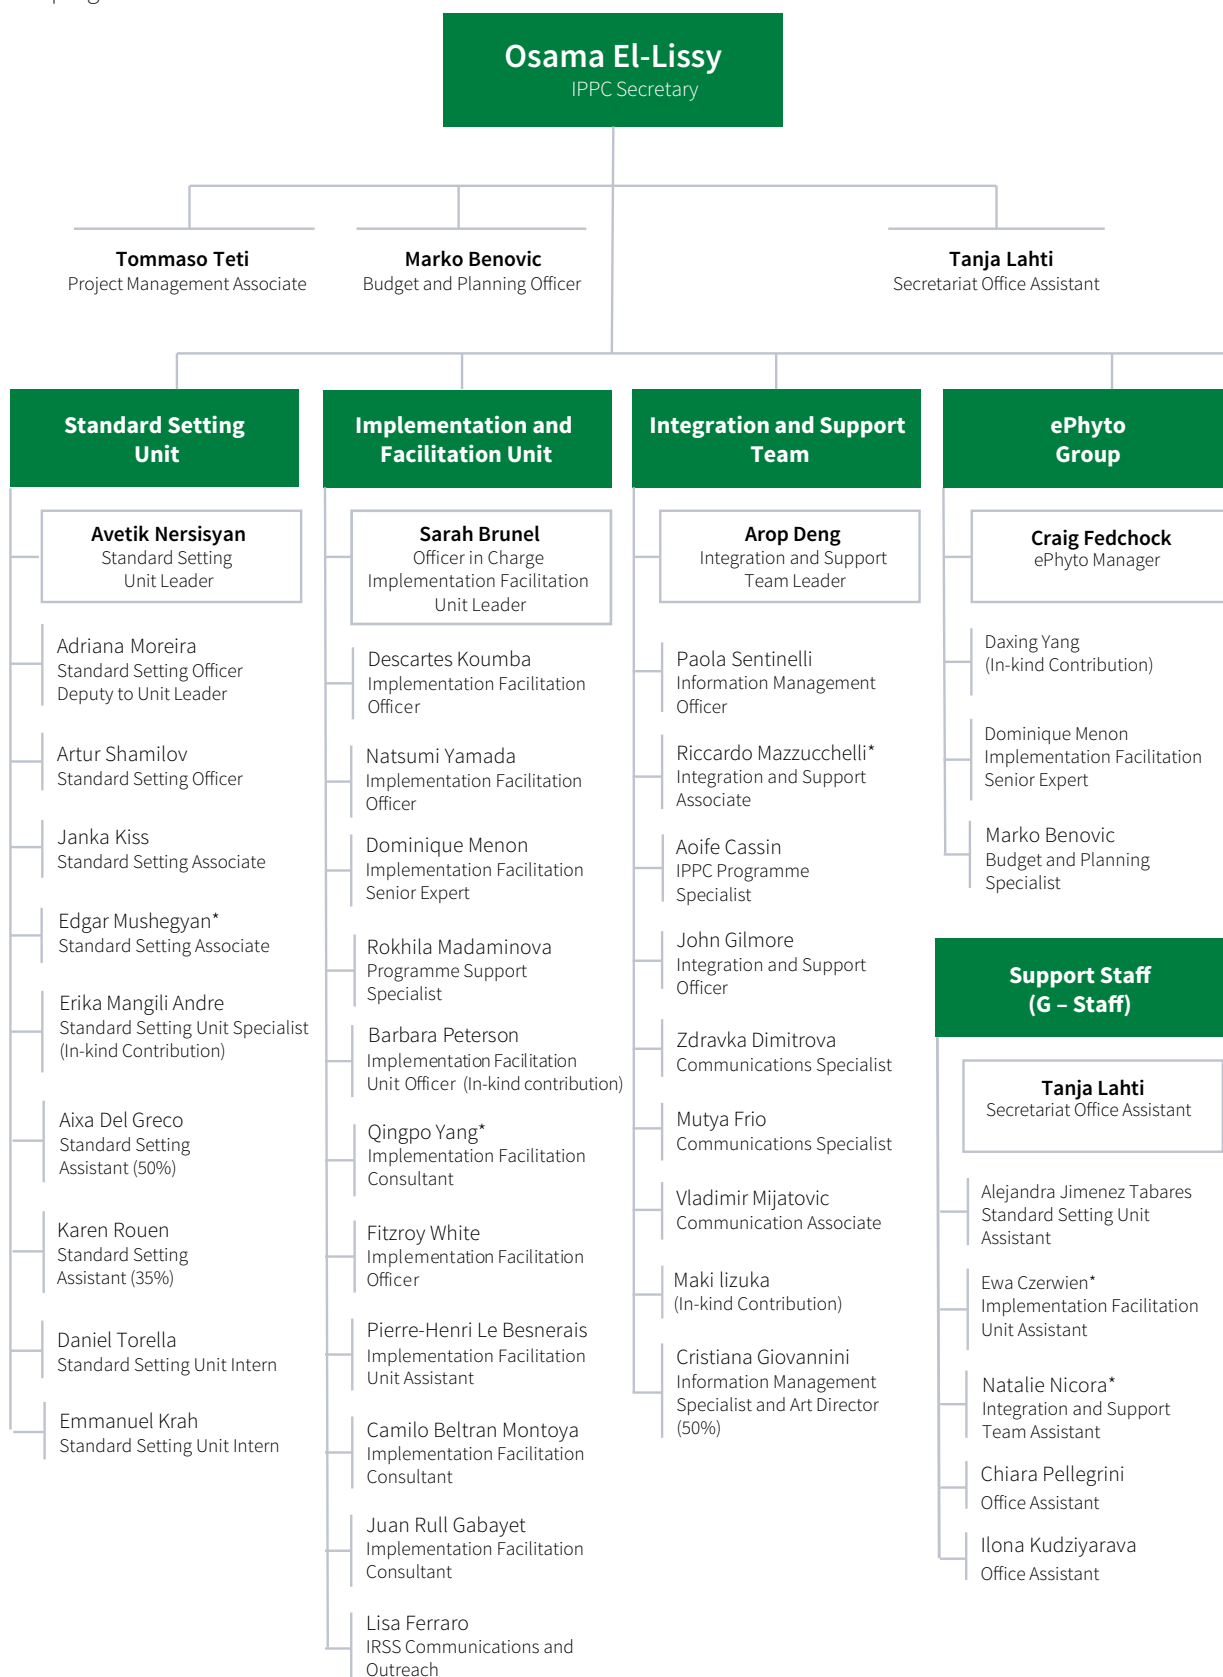 Osama El-Lissy
IPPC Secretary
Tommaso Teti
Project Management Associate
Marko Benovic
Budget and Planning Officer
Tanja Lahti
Secretariat Office Assistant
Standard Setting
Unit
Avetik Nersisyan
Standard Setting
Unit Leader
Adriana Moreira
Standard Setting Officer
Deputy to Unit Leader
Artur Shamilov
Standard Setting Officer
Janka Kiss
Standard Setting Associate
Edgar Mushegyan*
Standard Setting Associate
Erika Mangili Andre
Standard Setting Unit Specialist
(In-kind Contribution)
Aixa Del Greco
Standard Setting
Assistant (50%)
Karen Rouen
Standard Setting
Assistant (35%)
Daniel Torella
Standard Setting Unit Intern
Emmanuel Krah
Standard Setting Unit Intern
Implementation and
Facilitation Unit
Sarah Brunel
Officer in Charge
Implementation Facilitation
Unit Leader
Descartes Koumba
Implementation Facilitation
Officer
Natsumi Yamada
Implementation Facilitation
Officer
Dominique Menon
Implementation Facilitation
Senior Expert
Rokhila Madaminova
Programme Support
Specialist
Barbara Peterson
Implementation Facilitation
Unit Officer (In-kind contribution)
Qingpo Yang*
Implementation Facilitation
Consultant
Fitzroy White
Implementation Facilitation
Officer
Pierre-Henri Le Besnerais
Implementation Facilitation
Unit Assistant
Camilo Beltran Montoya
Implementation Facilitation
Consultant
Juan Rull Gabayet
Implementation Facilitation
Consultant
Lisa Ferraro
IRSS Communications and
Outreach
Integration and Support
Team
Arop Deng
Integration and Support
Team Leader
Paola Sentinelli
Information Management
Officer
Riccardo Mazzucchelli*
Integration and Support
Associate
Aoife Cassin
IPPC Programme
Specialist
John Gilmore
Integration and Support
Officer
Zdravka Dimitrova
Communications Specialist
Mutya Frio
Communications Specialist
Vladimir Mijatovic
Communication Associate
Maki Iizuka
(In-kind Contribution)
Cristiana Giovannini
Information Management
Specialist and Art Director
(50%)
ePhyto
Group
Craig Fedchock
ePhyto Manager
Daxing Yang
(In-kind Contribution)
Dominique Menon
Implementation Facilitation
Senior Expert
Marko Benovic
Budget and Planning
Specialist
Support Staff
(G – Staff)
Tanja Lahti
Secretariat Office Assistant
Alejandra Jimenez Tabares
Standard Setting Unit
Assistant
Ewa Czerwien*
Implementation Facilitation
Unit Assistant
Natalie Nicora*
Integration and Support
Team Assistant
Chiara Pellegrini
Office Assistant
Ilona Kudziyarava
Office Assistant